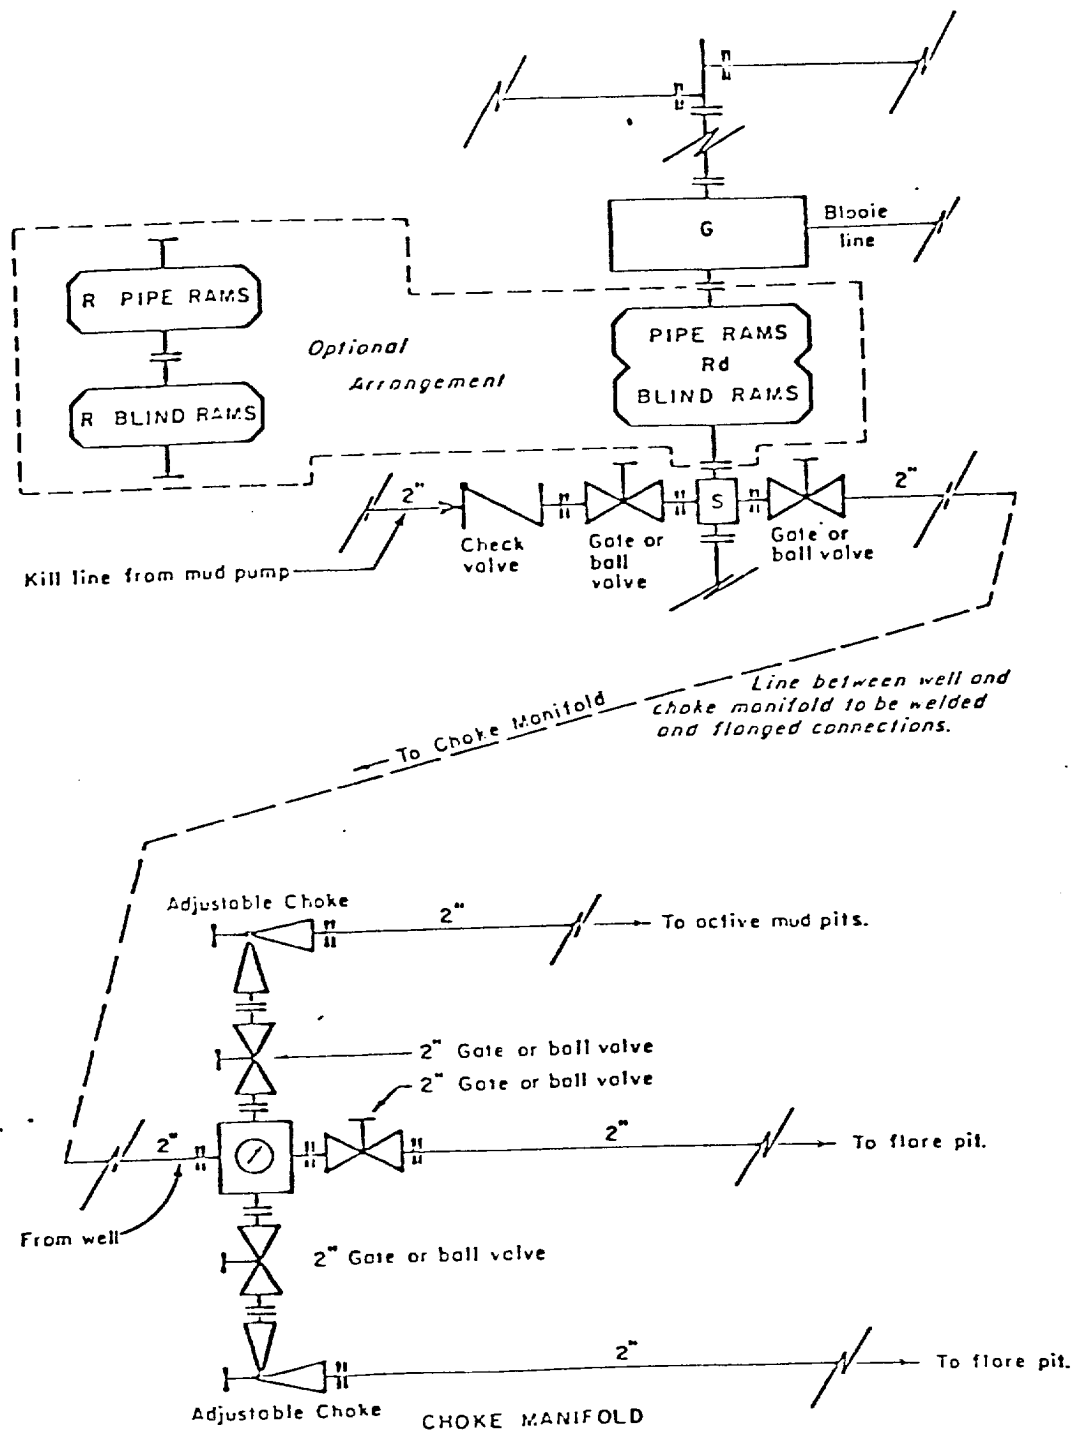 G
Blooie
line
R PIPE RAMS
Optional
Arrangement
R BLIND RAMS
PIPE RAMS
Rd
BLIND RAMS
2"
2"
S
Check
valve
Gate or
ball
valve
Gate or
ball valve
Kill line from mud pump
Line between well and
choke manifold to be welded
and flanged connections.
To Choke Manifold
Adjustable Choke
2"
To active mud pits.
2" Gate or ball valve
2" Gate or ball valve
2"
2"
To flare pit.
From well
2" Gate or ball valve
2"
To flare pit.
Adjustable Choke
CHOKE MANIFOLD